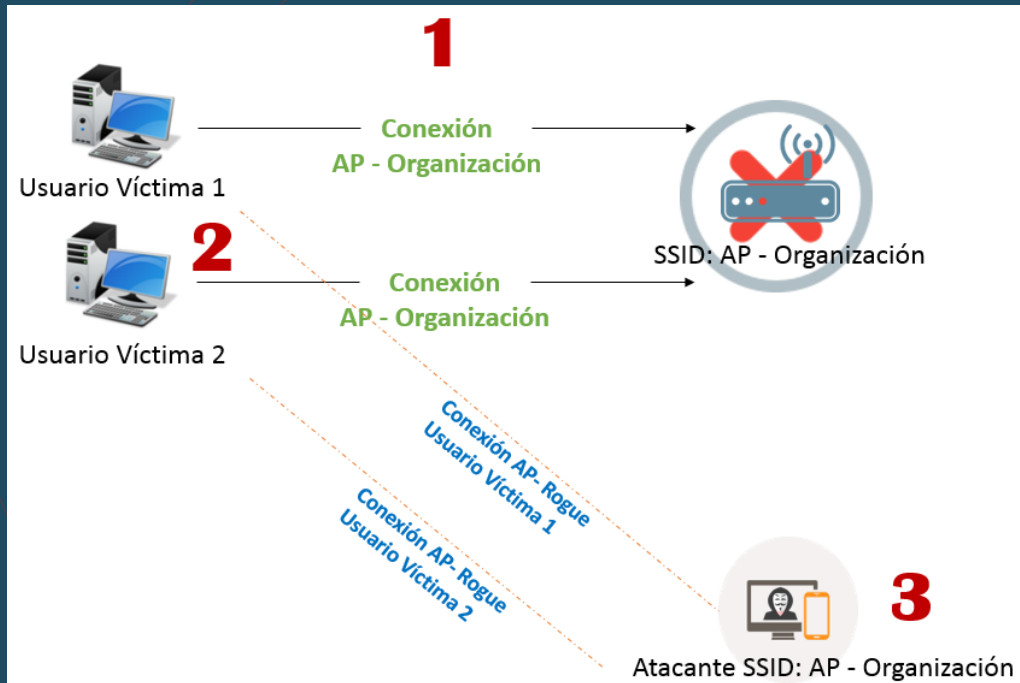 1
Conexión
AP - Organización
Usuario Víctima 1
2
SSID: AP - Organización
Conexión
AP - Organización
Usuario Víctima 2
Conexión AP- Rogue
Usuario Víctima 1
Conexión AP- Rogue
Usuario Víctima 2
3
Atacante SSID: AP - Organización